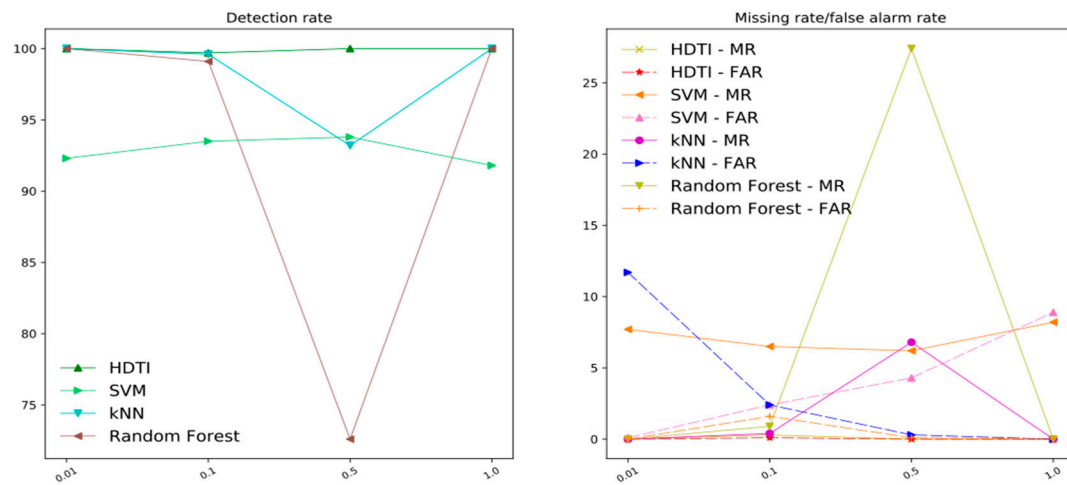 Detection rate
100
95
90
85
80
75
HDTI
SVM
kNN
Random Forest
0.01
0.1
0.5
1.0
Missing rate/false alarm rate
25
20
15
10
5
0
HDTI - MR
HDTI - FAR
SVM - MR
SVM - FAR
kNN - MR
kNN - FAR
Random Forest - MR
Random Forest - FAR
0.01
0.1
0.5
1.0